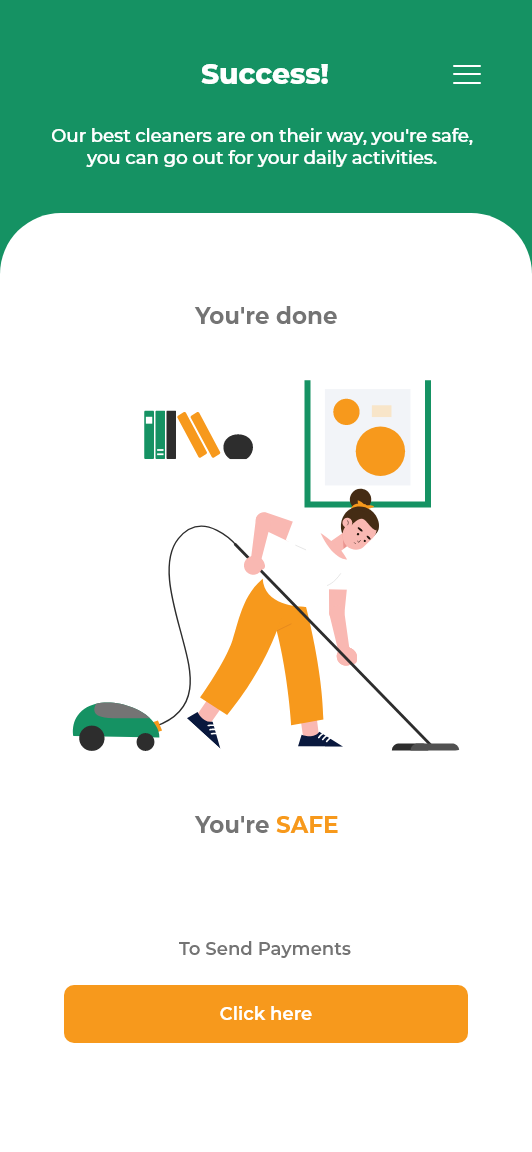 Success!
Our best cleaners are on their way, you're safe,
you can go out for your daily activities.
You're done
You're SAFE
To Send Payments
Click here